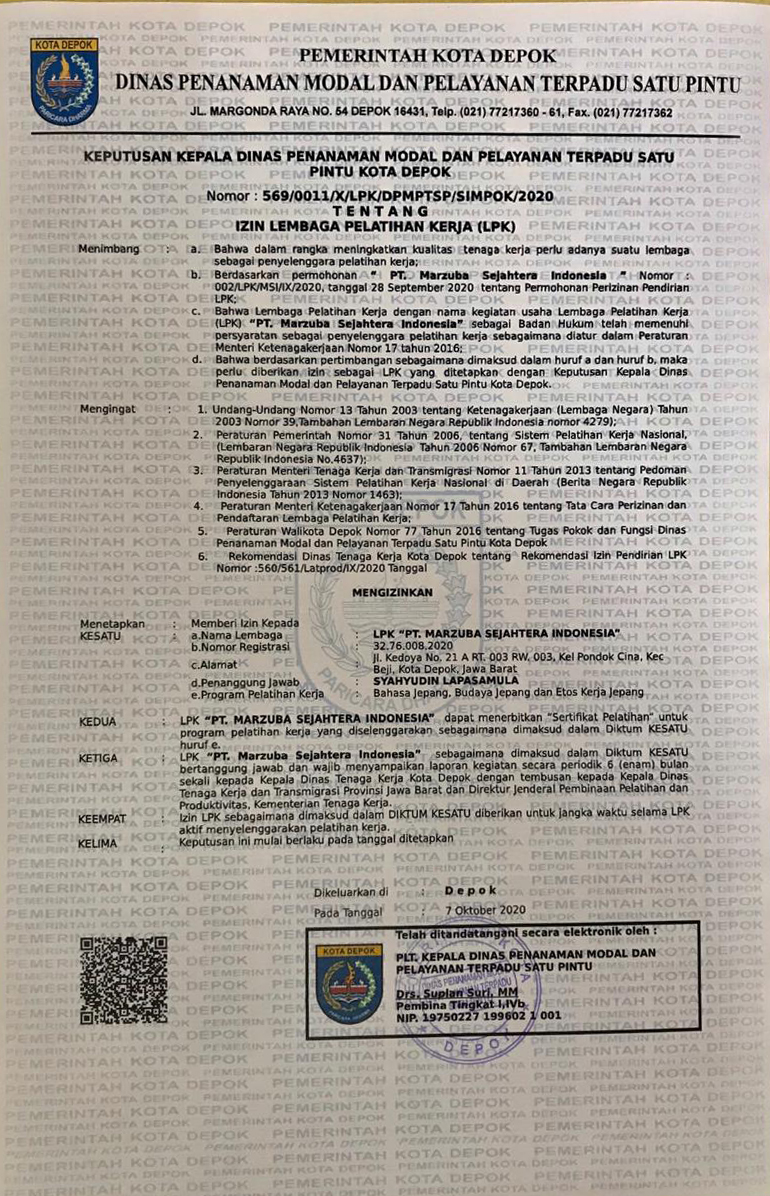 KOTA DEPOK
PARICARA DHARMA
PEMERINTAH KOTA DEPOK
DINAS PENANAMAN MODAL DAN PELAYANAN TERPADU SATU PINTU
JL. MARGONDA RAYA NO. 54 DEPOK 16431, Telp. (021) 77217360 - 61, Fax. (021) 77217362
KEPUTUSAN KEPALA DINAS PENANAMAN MODAL DAN PELAYANAN TERPADU SATU
PINTU KOTA DEPOK
Nomor : 569/0011/X/LPK/DPMPTSP/SIMPOK/2020
T E N T A N G
IZIN LEMBAGA PELATIHAN KERJA (LPK)
Menimbang : a. Bahwa dalam rangka meningkatkan kualitas tenaga kerja perlu adanya suatu lembaga
sebagai penyelenggara pelatihan kerja;
b. Berdasarkan permohonan " PT. Marzuba Sejahtera Indonesia " Nomor :
002/LPK/MSI/IX/2020, tanggal 28 September 2020 tentang Permohonan Perizinan Pendirian
LPK;
c. Bahwa Lembaga Pelatihan Kerja dengan nama kegiatan usaha Lembaga Pelatihan Kerja
(LPK) "PT. Marzuba Sejahtera Indonesia" sebagai Badan Hukum telah memenuhi
persyaratan sebagai penyelenggara pelatihan kerja sebagaimana diatur dalam Peraturan
Menteri Ketenagakerjaan Nomor 17 tahun 2016;
d. Bahwa berdasarkan pertimbangan sebagaimana dimaksud dalam huruf a dan huruf b, maka
perlu diberikan izin sebagai LPK yang ditetapkan dengan Keputusan Kepala Dinas
Penanaman Modal dan Pelayanan Terpadu Satu Pintu Kota Depok.
Mengingat : 1. Undang-Undang Nomor 13 Tahun 2003 tentang Ketenagakerjaan (Lembaga Negara) Tahun
2003 Nomor 39,Tambahan Lembaran Negara Republik Indonesia nomor 4279);
2. Peraturan Pemerintah Nomor 31 Tahun 2006, tentang Sistem Pelatihan Kerja Nasional,
(Lembaran Negara Republik Indonesia Tahun 2006 Nomor 67, Tambahan Lembaran Negara
Republik Indonesia No.4637);
3. Peraturan Menteri Tenaga Kerja dan Transmigrasi Nomor 11 Tahun 2013 tentang Pedoman
Penyelenggaraan Sistem Pelatihan Kerja Nasional di Daerah (Berita Negara Republik
Indonesia Tahun 2013 Nomor 1463);
4. Peraturan Menteri Ketenagakerjaan Nomor 17 Tahun 2016 tentang Tata Cara Perizinan dan
Pendaftaran Lembaga Pelatihan Kerja;
5. Peraturan Walikota Depok Nomor 77 Tahun 2016 tentang Tugas Pokok dan Fungsi Dinas
Penanaman Modal dan Pelayanan Terpadu Satu Pintu Kota Depok
6. Rekomendasi Dinas Tenaga Kerja Kota Depok tentang Rekomendasi Izin Pendirian LPK
Nomor :560/561/Latprod/IX/2020 Tanggal
MENGIZINKAN
Menetapkan : Memberi Izin Kepada
KESATU : a.Nama Lembaga : LPK "PT. MARZUBA SEJAHTERA INDONESIA"
b.Nomor Registrasi : 32.76.008.2020
c.Alamat : Jl. Kedoya No. 21 A RT. 003 RW. 003, Kel Pondok Cina, Kec
Beji, Kota Depok, Jawa Barat
d.Penanggung Jawab : SYAHYUDIN LAPASAMULA
e.Program Pelatihan Kerja : Bahasa Jepang, Budaya Jepang dan Etos Kerja Jepang
KEDUA : LPK "PT. MARZUBA SEJAHTERA INDONESIA" dapat menerbitkan "Sertifikat Pelatihan" untuk
program pelatihan kerja yang diselenggarakan sebagaimana dimaksud dalam Diktum KESATU
huruf e.
KETIGA : LPK "PT. Marzuba Sejahtera Indonesia" sebagaimana dimaksud dalam Diktum KESATU
bertanggung jawab dan wajib menyampaikan laporan kegiatan secara periodik 6 (enam) bulan
sekali kepada Kepala Dinas Tenaga Kerja Kota Depok dengan tembusan kepada Kepala Dinas
Tenaga Kerja dan Transmigrasi Provinsi Jawa Barat dan Direktur Jenderal Pembinaan Pelatihan dan
Produktivitas, Kementerian Tenaga Kerja.
KEEMPAT : Izin LPK sebagaimana dimaksud dalam DIKTUM KESATU diberikan untuk jangka waktu selama LPK
aktif menyelenggarakan pelatihan kerja.
KELIMA : Keputusan ini mulai berlaku pada tanggal ditetapkan
Dikeluarkan di : D e p o k
Pada Tanggal : 7 Oktober 2020
Telah ditandatangani secara elektronik oleh :
KOTA DEPOK
PLT. KEPALA DINAS PENANAMAN MODAL DAN
PELAYANAN TERPADU SATU PINTU
Drs. Supian Suri, MM
Pembina Tingkat I,IVb
NIP. 19750227 199602 1 001
DEPOK